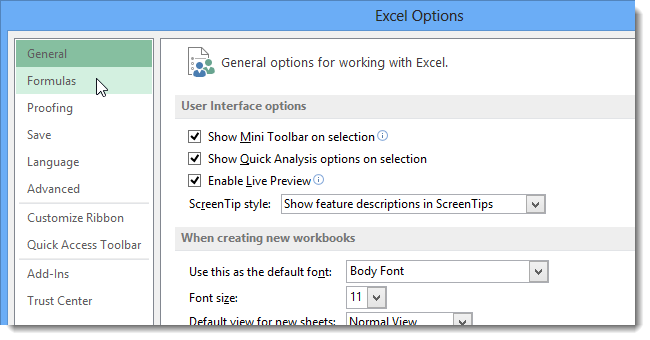 Excel Options
General
Formulas
Proofing
Save
Language
Advanced
Customize Ribbon
Quick Access Toolbar
Add-Ins
Trust Center
General options for working with Excel.
User Interface options
Show Mini Toolbar on selection
Show Quick Analysis options on selection
Enable Live Preview
ScreenTip style: Show feature descriptions in ScreenTips
When creating new workbooks
Use this as the default font: Body Font
Font size: 11
Default view for new sheets: Normal View